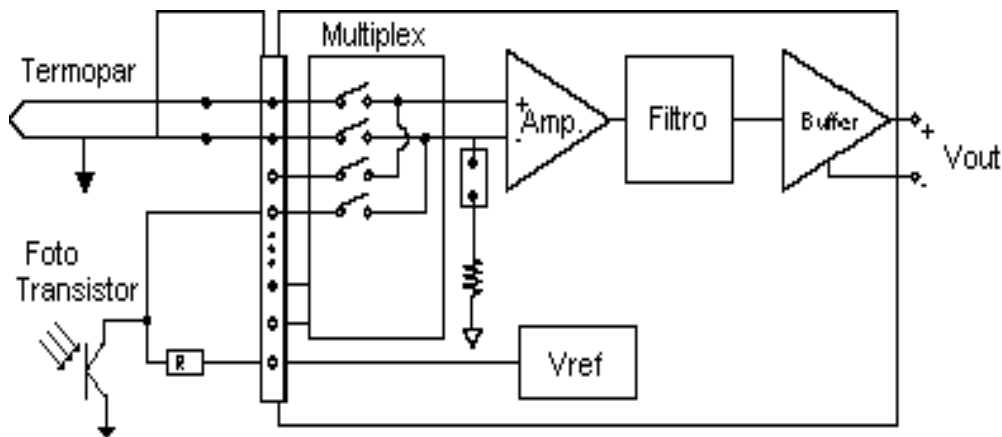 Multiplex
Termopar
+
-
Amp.
Filtro
Buffer
+
-
Vout
Foto
Transistor
R
Vref